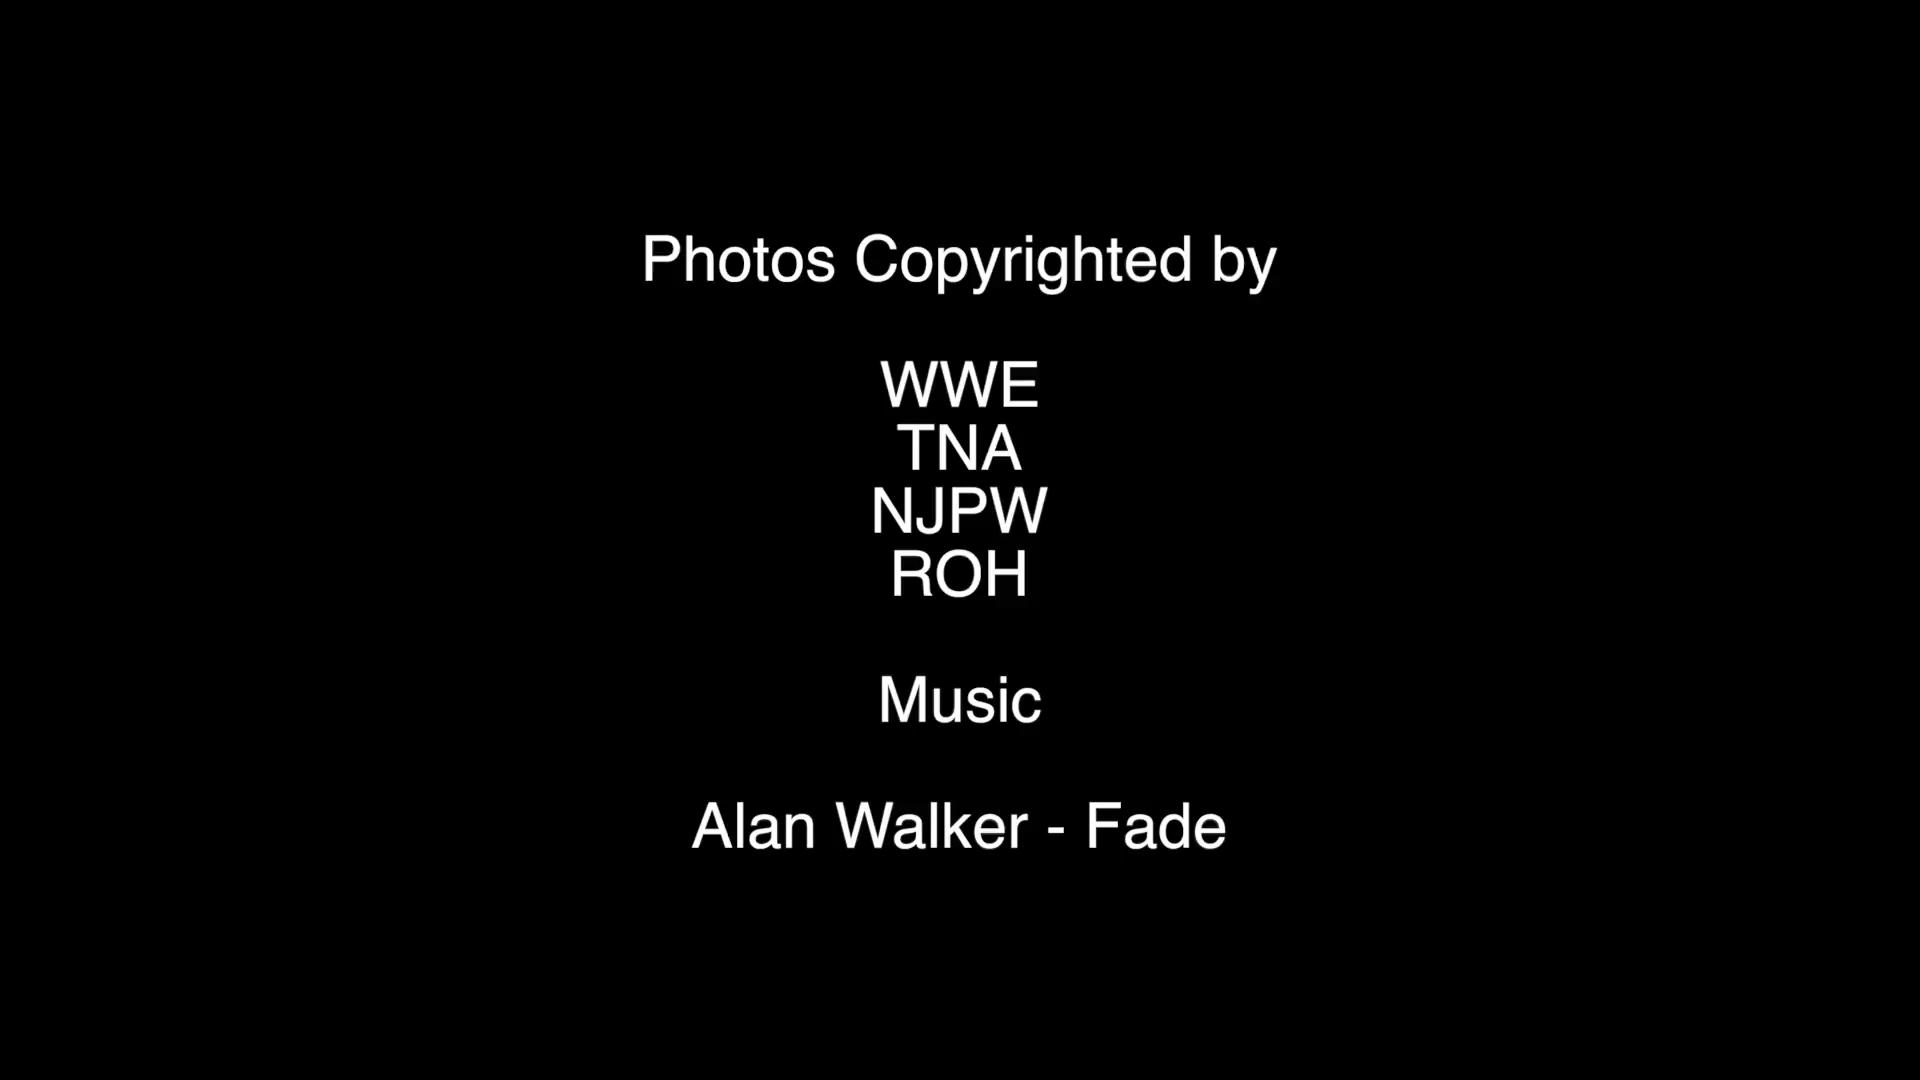 Photos Copyrighted by
WWE
TNA
NJPW
ROH
Music
Alan Walker - Fade